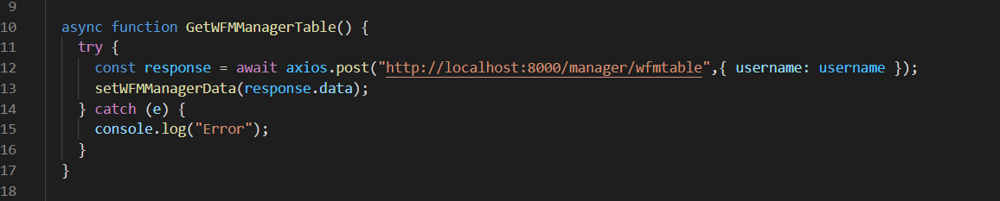 9
10 async function GetWFMManagerTable() {
11 try {
12 const response = await axios.post("http://localhost:8000/manager/wfmtable",{ username: username });
13 setWFMManagerData(response.data);
14 } catch (e) {
15 console.log("Error");
16 }
17 }
18